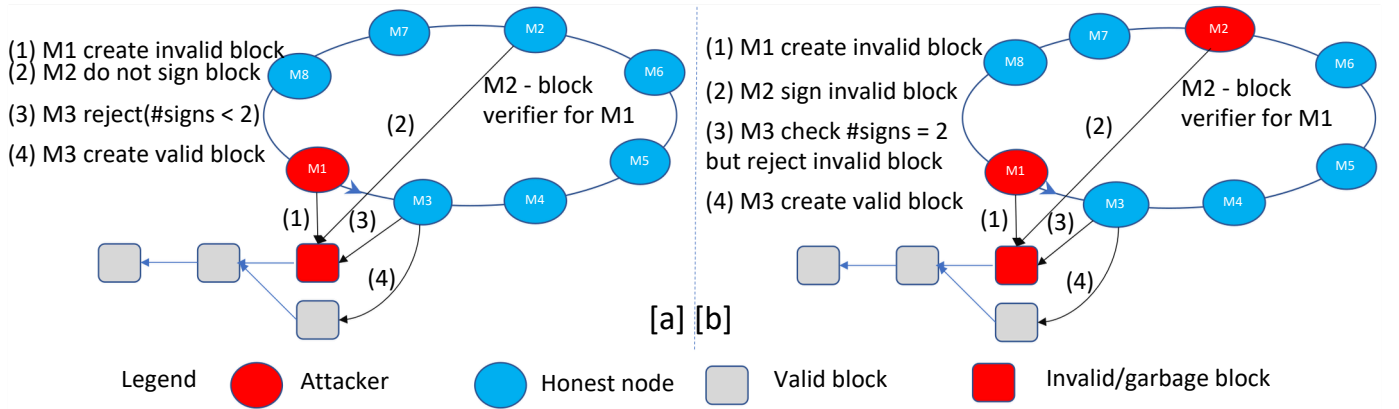 (1) M1 create invalid block
(2) M2 do not sign block
(3) M3 reject(#signs < 2)
(4) M3 create valid block
M7
M2
M8
M6
M2 - block
verifier for M1
(2)
M1
M5
M3
M4
(1)
(3)
(4)
[a]
(1) M1 create invalid block
(2) M2 sign invalid block
(3) M3 check #signs = 2
but reject invalid block
(4) M3 create valid block
M7
M2
M8
M6
M2 - block
verifier for M1
(2)
M1
M5
M3
M4
(1)
(3)
(4)
[b]
Legend
Attacker
Honest node
Valid block
Invalid/garbage block